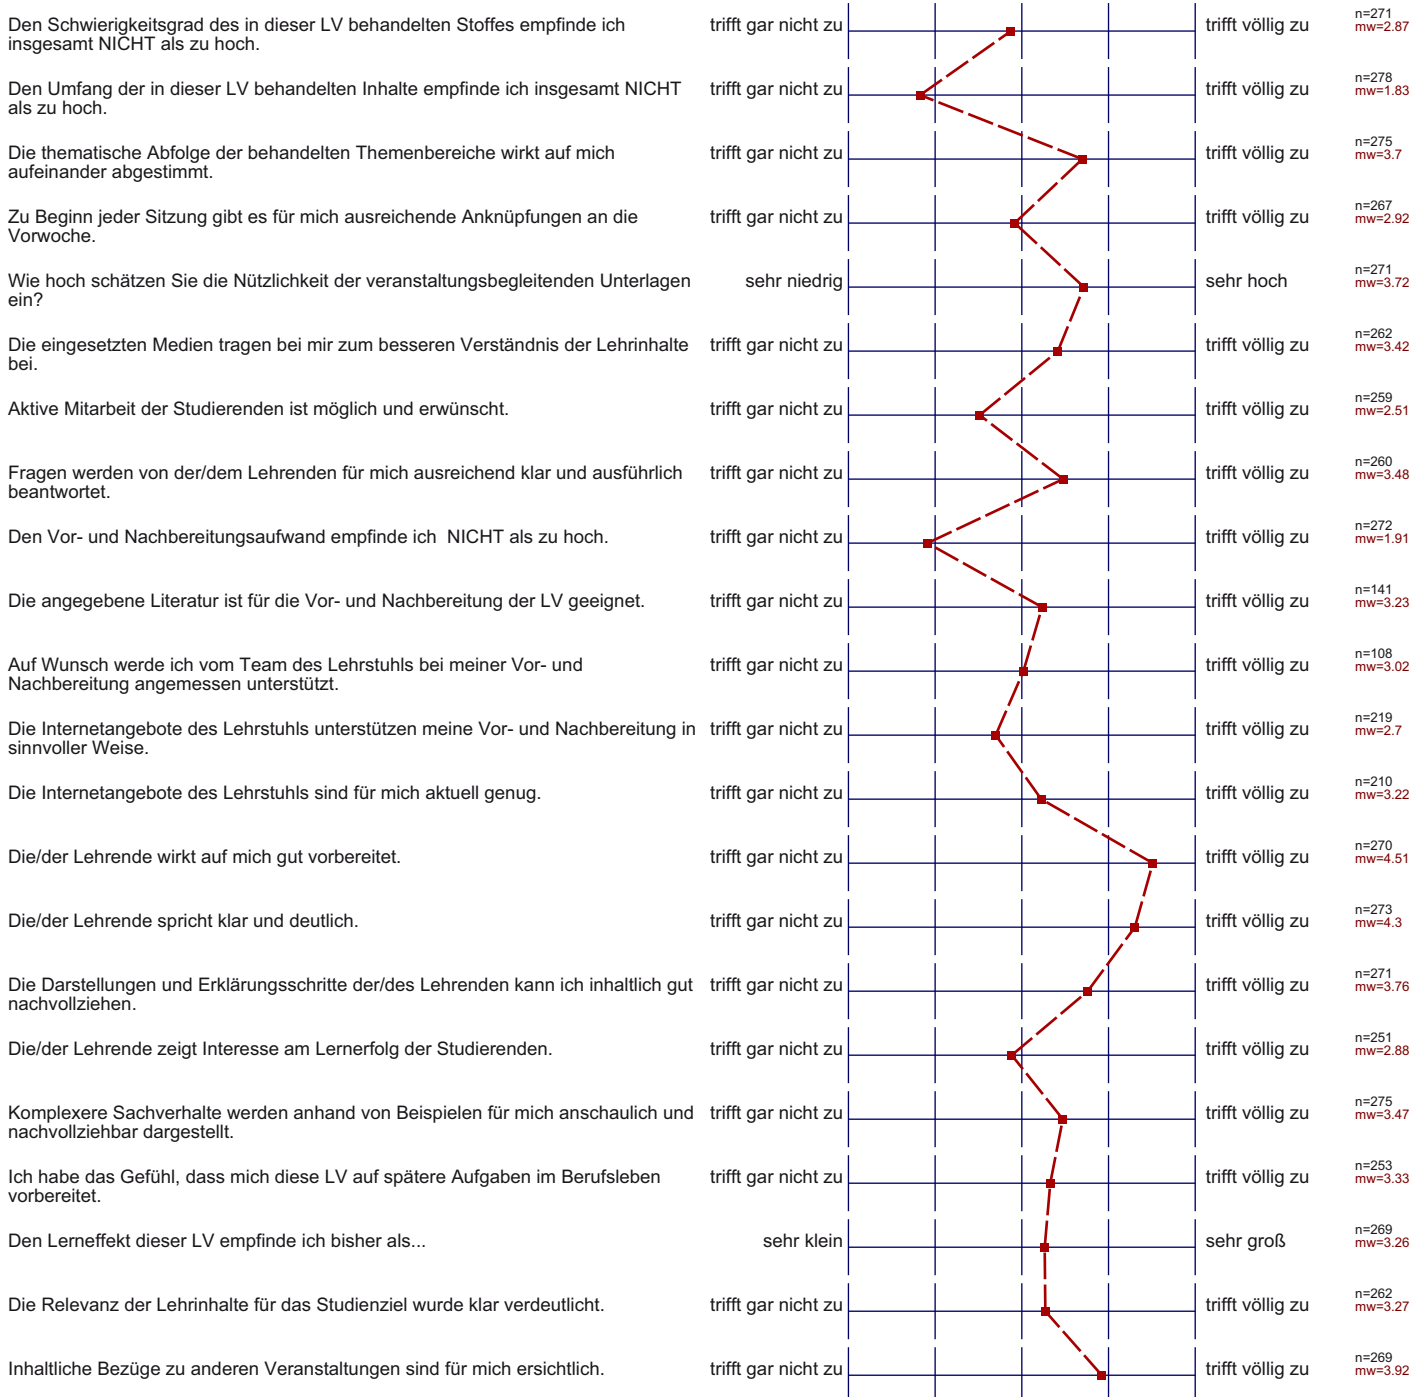 Den Schwierigkeitsgrad des in dieser LV behandelten Stoffes empfinde ich
insgesamt NICHT als zu hoch.
trifft gar nicht zu
trifft völlig zu
n=271
mw=2.87
Den Umfang der in dieser LV behandelten Inhalte empfinde ich insgesamt NICHT
als zu hoch.
trifft gar nicht zu
trifft völlig zu
n=278
mw=1.83
Die thematische Abfolge der behandelten Themenbereiche wirkt auf mich
aufeinander abgestimmt.
trifft gar nicht zu
trifft völlig zu
n=275
mw=3.7
Zu Beginn jeder Sitzung gibt es für mich ausreichende Anknüpfungen an die
Vorwoche.
trifft gar nicht zu
trifft völlig zu
n=267
mw=2.92
Wie hoch schätzen Sie die Nützlichkeit der veranstaltungsbegleitenden Unterlagen
ein?
sehr niedrig
sehr hoch
n=271
mw=3.72
Die eingesetzten Medien tragen bei mir zum besseren Verständnis der Lehrinhalte
bei.
trifft gar nicht zu
trifft völlig zu
n=262
mw=3.42
Aktive Mitarbeit der Studierenden ist möglich und erwünscht.
trifft gar nicht zu
trifft völlig zu
n=259
mw=2.51
Fragen werden von der/dem Lehrenden für mich ausreichend klar und ausführlich
beantwortet.
trifft gar nicht zu
trifft völlig zu
n=260
mw=3.48
Den Vor- und Nachbereitungsaufwand empfinde ich  NICHT als zu hoch.
trifft gar nicht zu
trifft völlig zu
n=272
mw=1.91
Die angegebene Literatur ist für die Vor- und Nachbereitung der LV geeignet.
trifft gar nicht zu
trifft völlig zu
n=141
mw=3.23
Auf Wunsch werde ich vom Team des Lehrstuhls bei meiner Vor- und
Nachbereitung angemessen unterstützt.
trifft gar nicht zu
trifft völlig zu
n=108
mw=3.02
Die Internetangebote des Lehrstuhls unterstützen meine Vor- und Nachbereitung in
sinnvoller Weise.
trifft gar nicht zu
trifft völlig zu
n=219
mw=2.7
Die Internetangebote des Lehrstuhls sind für mich aktuell genug.
trifft gar nicht zu
trifft völlig zu
n=210
mw=3.22
Die/der Lehrende wirkt auf mich gut vorbereitet.
trifft gar nicht zu
trifft völlig zu
n=270
mw=4.51
Die/der Lehrende spricht klar und deutlich.
trifft gar nicht zu
trifft völlig zu
n=273
mw=4.3
Die Darstellungen und Erklärungsschritte der/des Lehrenden kann ich inhaltlich gut
nachvollziehen.
trifft gar nicht zu
trifft völlig zu
n=271
mw=3.76
Die/der Lehrende zeigt Interesse am Lernerfolg der Studierenden.
trifft gar nicht zu
trifft völlig zu
n=251
mw=2.88
Komplexere Sachverhalte werden anhand von Beispielen für mich anschaulich und
nachvollziehbar dargestellt.
trifft gar nicht zu
trifft völlig zu
n=275
mw=3.47
Ich habe das Gefühl, dass mich diese LV auf spätere Aufgaben im Berufsleben
vorbereitet.
trifft gar nicht zu
trifft völlig zu
n=253
mw=3.33
Den Lerneffekt dieser LV empfinde ich bisher als...
sehr klein
sehr groß
n=269
mw=3.26
Die Relevanz der Lehrinhalte für das Studienziel wurde klar verdeutlicht.
trifft gar nicht zu
trifft völlig zu
n=262
mw=3.27
Inhaltliche Bezüge zu anderen Veranstaltungen sind für mich ersichtlich.
trifft gar nicht zu
trifft völlig zu
n=269
mw=3.92